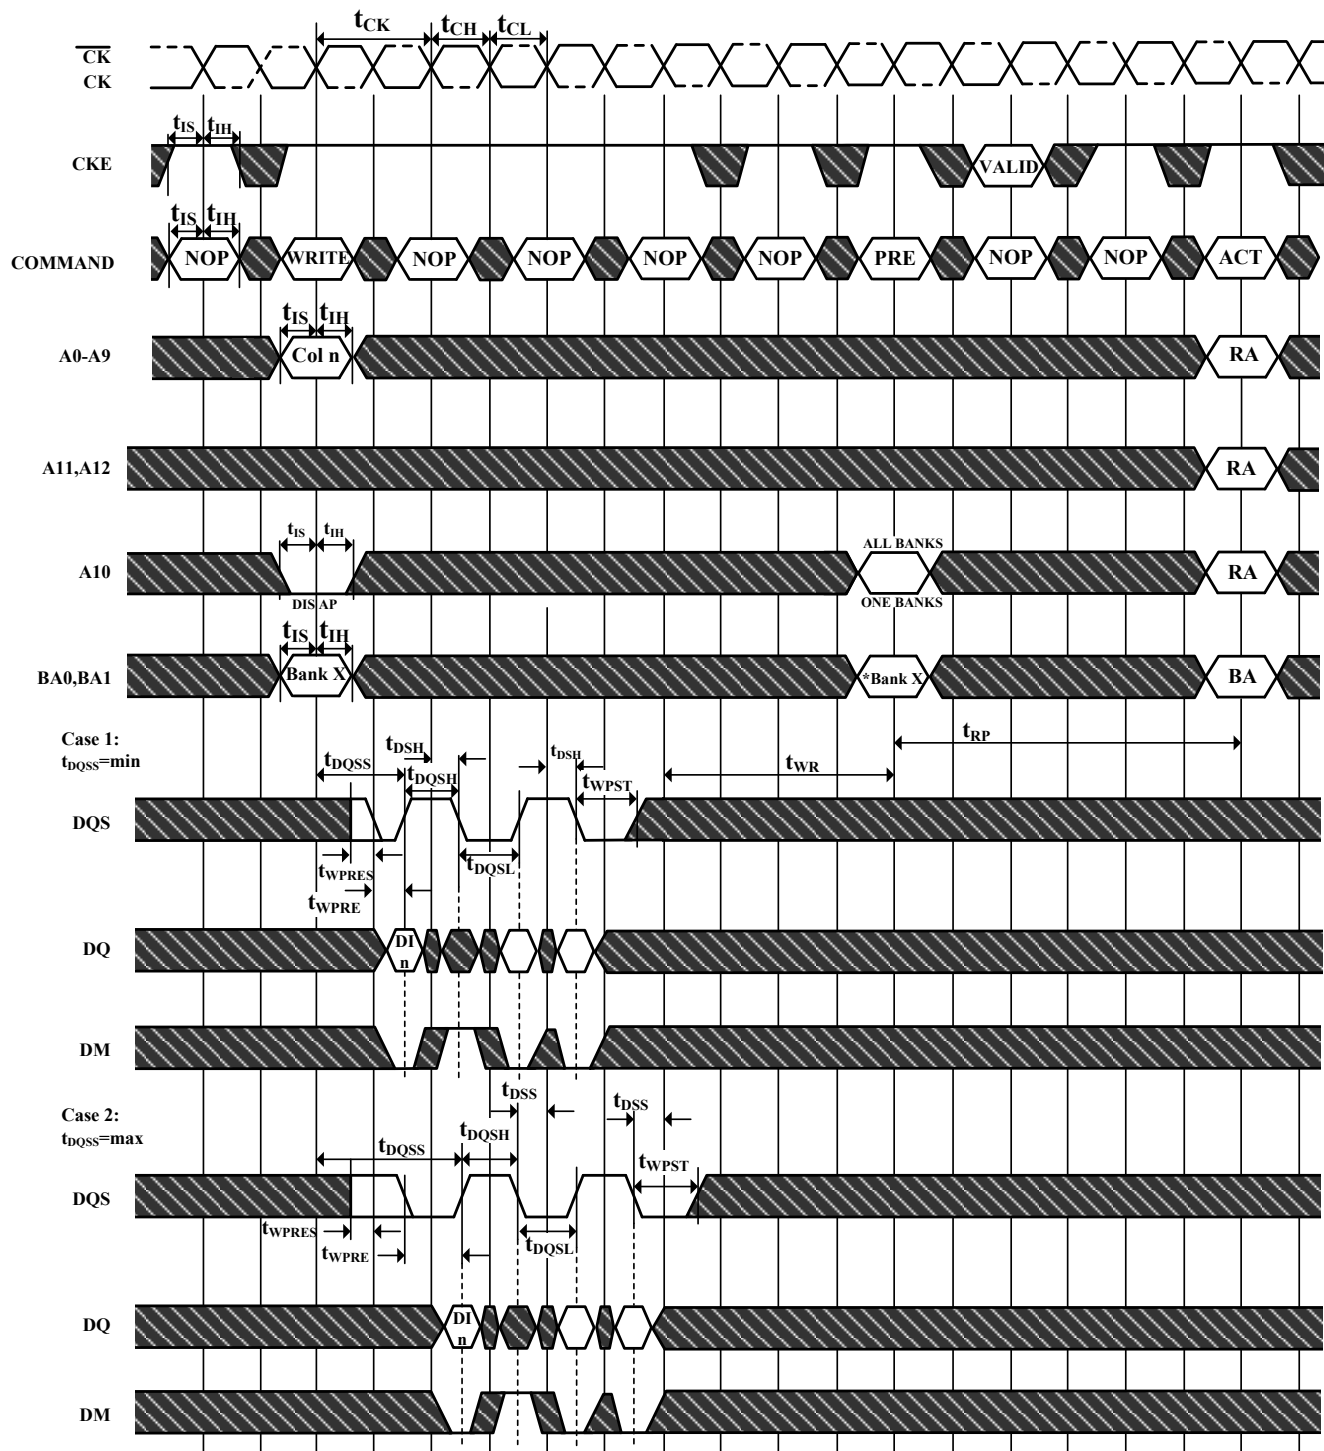 tCK tCH tCL
CK
CK
tIS tIH
CKE VALID
tIS tIH
COMMAND NOP WRITE NOP NOP NOP NOP PRE NOP NOP ACT
tIS tIH
A0-A9 Col n RA
A11,A12 RA
tIS tIH ALL BANKS
A10 RA
DIS AP ONE BANKS
tIS tIH
BA0,BA1 Bank X *Bank X BA
Case 1:
tDQSS=min
tDQSS tDSH tDQSH tDSH tWPST tWR tRP
DQS
tWPRES tDQSL
tWPRE
DQ DI
n
DM
Case 2:
tDQSS=max
tDQSS tDQSH tDSS tDSS tWPST
DQS
tWPRES tDQSL
tWPRE
DQ DI
n
DM